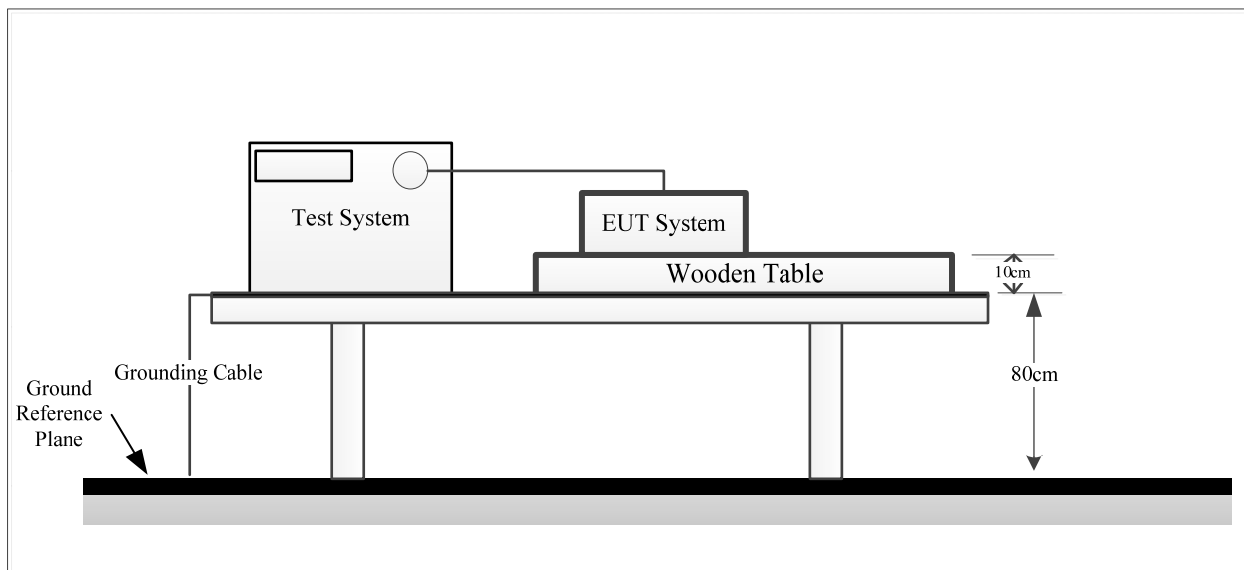 Test System
EUT System
Wooden Table
10cm
Grounding Cable
80cm
Ground
Reference
Plane